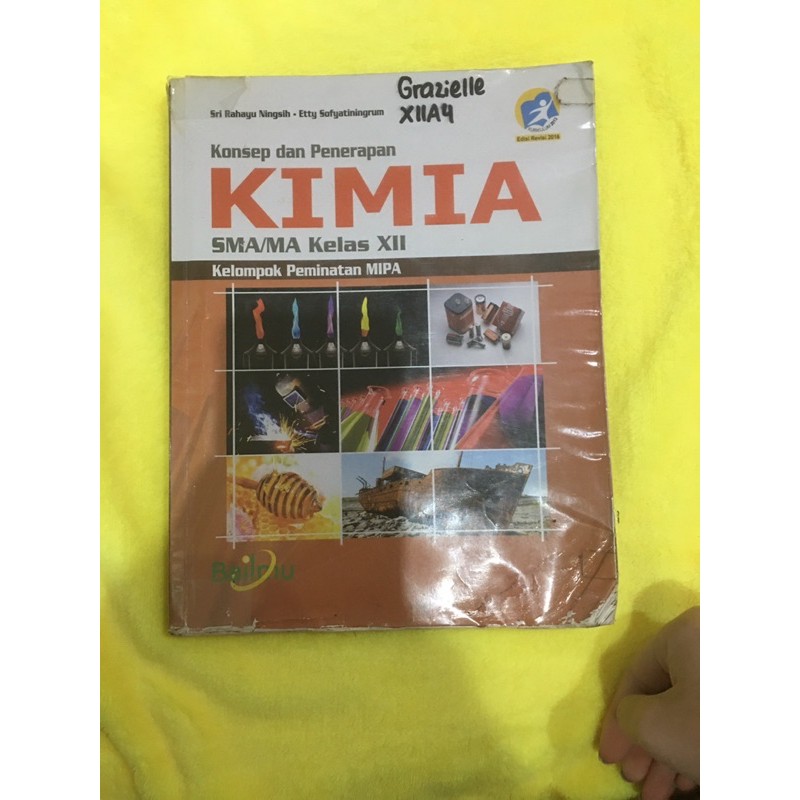 Grazielle
XIIA4
Sri Rahayu Ningsih • Etty Sofyatiningrum
Edisi Revisi 2016
Konsep dan Penerapan
KIMIA
SMA/MA Kelas XII
Kelompok Peminatan MIPA
Bailmu